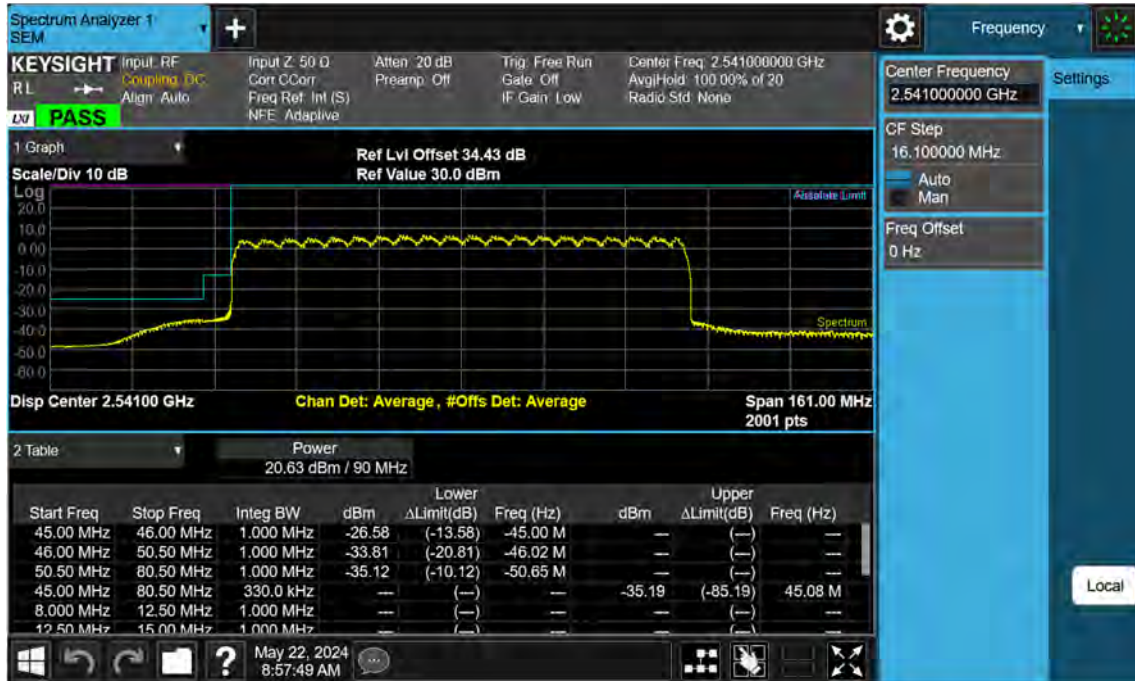 Spectrum Analyzer 1
SEM
+
Frequency
KEYSIGHT
RL
LXI
PASS
Input: RF
Coupling: DC
Align: Auto
Input Z: 50 Ω
Corr CCorr
Freq Ref: Int (S)
NFE: Adaptive
Atten: 20 dB
Preamp: Off
Trig: Free Run
Gate: Off
IF Gain: Low
Center Freq: 2.541000000 GHz
Avg|Hold: 100.00% of 20
Radio Std: None
Center Frequency
2.541000000 GHz
Settings
CF Step
16.100000 MHz
Auto
Man
Freq Offset
0 Hz
Local
1 Graph
Scale/Div 10 dB
Ref Lvl Offset 34.43 dB
Ref Value 30.0 dBm
Log
Absolute Limit
20.0
10.0
0.00
-10.0
-20.0
-30.0
-40.0
-50.0
-60.0
Spectrum
Disp Center 2.54100 GHz
Chan Det: Average, #Offs Det: Average
Span 161.00 MHz
2001 pts
2 Table
Power
20.63 dBm / 90 MHz
Lower Upper
Start Freq Stop Freq Integ BW dBm ΔLimit(dB) Freq (Hz) dBm ΔLimit(dB) Freq (Hz)
45.00 MHz 46.00 MHz 1.000 MHz -26.58 (-13.58) -45.00 M --- (---) ---
46.00 MHz 50.50 MHz 1.000 MHz -33.81 (-20.81) -46.02 M --- (---) ---
50.50 MHz 80.50 MHz 1.000 MHz -35.12 (-10.12) -50.65 M --- (---) ---
45.00 MHz 80.50 MHz 330.0 kHz --- (---) --- -35.19 (-85.19) 45.08 M
8.000 MHz 12.50 MHz 1.000 MHz --- (---) --- --- (---) ---
12.50 MHz 15.00 MHz 1.000 MHz --- (---) --- --- (---) ---
?
May 22, 2024
8:57:49 AM